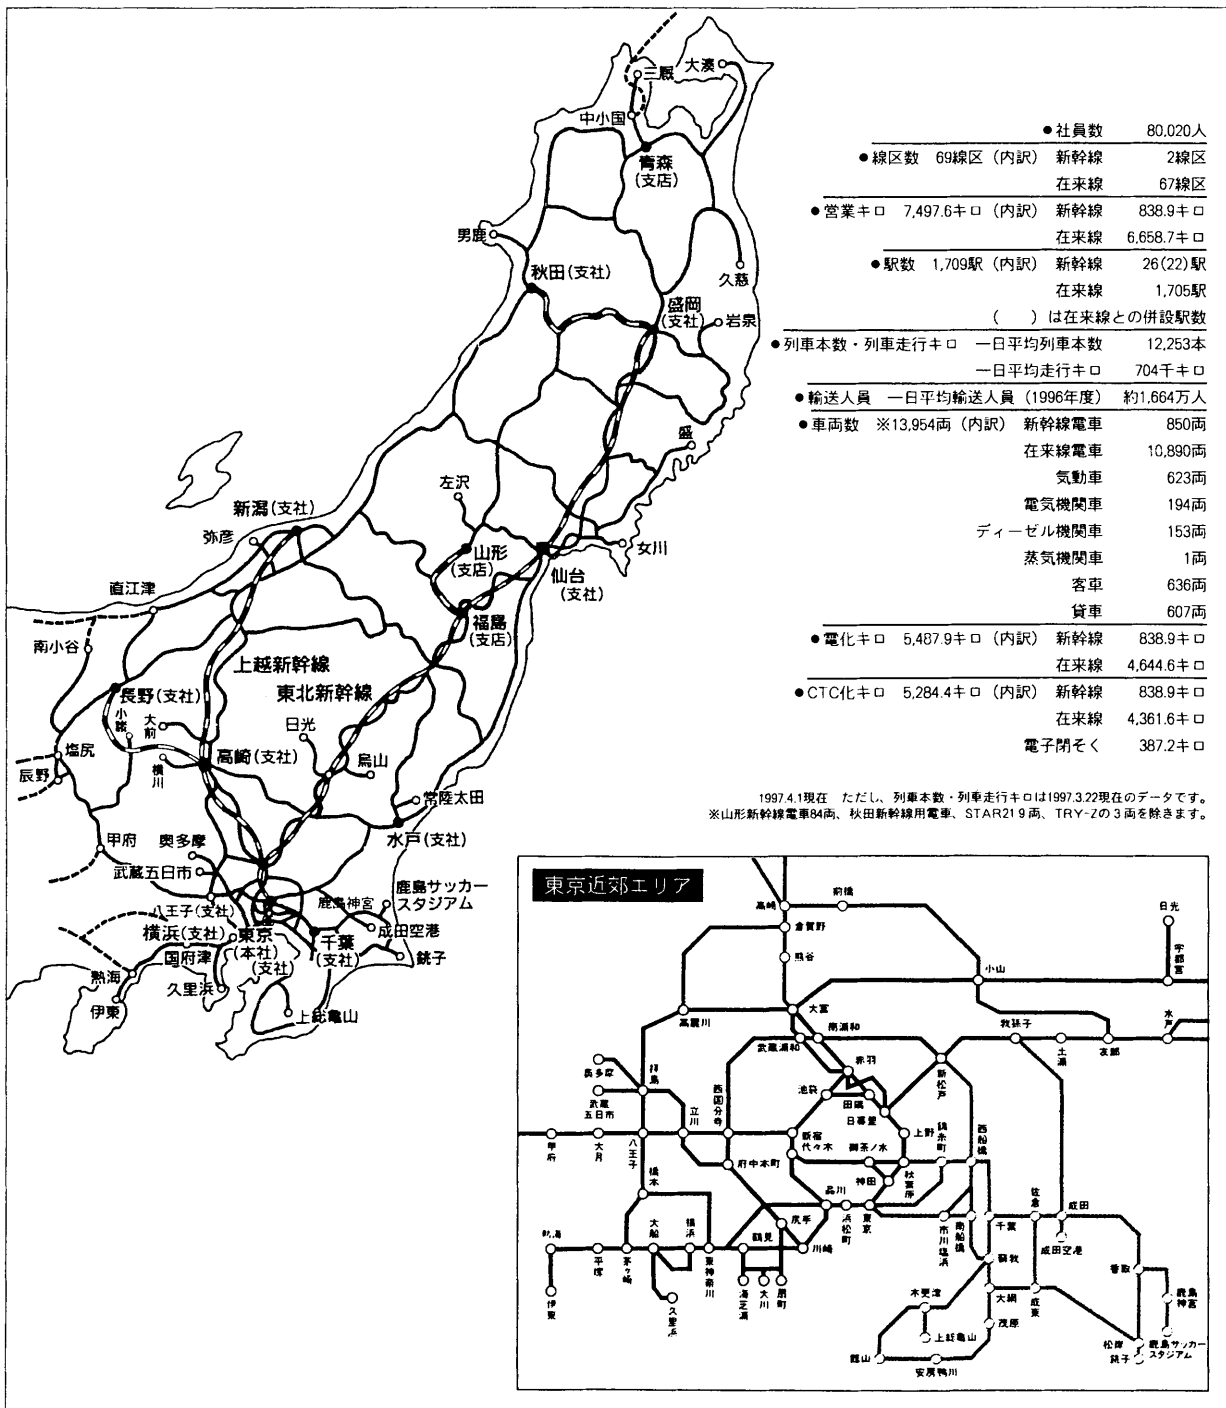 三厩
大湊
中小国
青森
(支店)
男鹿
秋田(支社)
久慈
盛岡
(支社)
岩泉
盛
左沢
新潟(支社)
弥彦
山形
(支店)
女川
仙台
(支社)
直江津
福島
(支店)
南小谷
上越新幹線
東北新幹線
長野(支社)
小諸
大前
日光
塩尻
高崎(支社)
烏山
横川
辰野
常陸太田
甲府
奥多摩
水戸(支社)
武蔵五日市
鹿島サッカー
スタジアム
八王子(支社)
鹿島神宮
成田空港
横浜(支社)
東京
(本社)
(支社)
千葉
(支社)
国府津
銚子
熱海
久里浜
伊東
上総亀山
●社員数 80,020人
●線区数 69線区(内訳) 新幹線 2線区
在来線 67線区
●営業キロ 7,497.6キロ(内訳) 新幹線 838.9キロ
在来線 6,658.7キロ
●駅数 1,709駅(内訳) 新幹線 26(22)駅
在来線 1,705駅
( )は在来線との併設駅数
●列車本数・列車走行キロ 一日平均列車本数 12,253本
一日平均走行キロ 704千キロ
●輸送人員 一日平均輸送人員(1996年度) 約1,664万人
●車両数 ※13,954両(内訳) 新幹線電車 850両
在来線電車 10,890両
気動車 623両
電気機関車 194両
ディーゼル機関車 153両
蒸気機関車 1両
客車 636両
貨車 607両
●電化キロ 5,487.9キロ(内訳) 新幹線 838.9キロ
在来線 4,644.6キロ
●CTC化キロ 5,284.4キロ(内訳) 新幹線 838.9キロ
在来線 4,361.6キロ
電子閉そく 387.2キロ
1997.4.1現在 ただし、列車本数・列車走行キロは1997.3.22現在のデータです。
※山形新幹線電車84両、秋田新幹線用電車、STAR21 9両、TRY-Zの3両を除きます。
東京近郊エリア
高崎
前橋
日光
倉賀野
宇都宮
熊谷
小山
高麗川
大宮
南浦和
我孫子
水戸
武蔵浦和
土浦
友部
奥多摩
拝島
赤羽
新松戸
武蔵
五日市
立川
西国分寺
池袋
田端
日暮里
甲府
大月
八王子
新宿
代々木
御茶ノ水
上野
錦糸町
西船橋
府中本町
橋本
神田
秋葉原
品川
浜松町
東京
佐倉
成田
市川塩浜
南船橋
千葉
成田空港
熱海
平塚
茅ケ崎
大船
横浜
東神奈川
鶴見
尻手
川崎
蘇我
香取
伊東
久里浜
海芝浦
大川
扇町
木更津
大網
成東
鹿島
神宮
上総亀山
茂原
館山
安房鴨川
松岸
銚子
鹿島サッカー
スタジアム